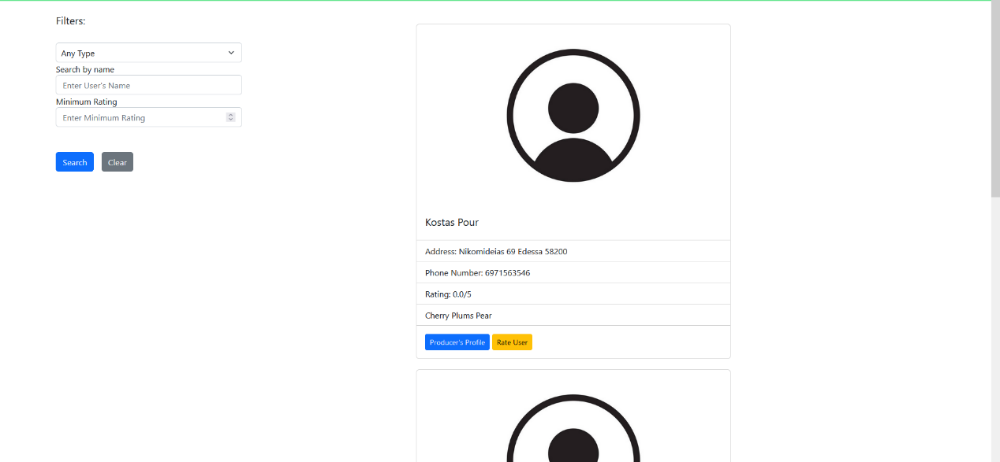 Filters:
Any Type
Search by name
Enter User's Name
Minimum Rating
Enter Minimum Rating
Search Clear
Kostas Pour
Address: Nikomideias 69 Edessa 58200
Phone Number: 6971563546
Rating: 0.0/5
Cherry Plums Pear
Producer's Profile Rate User